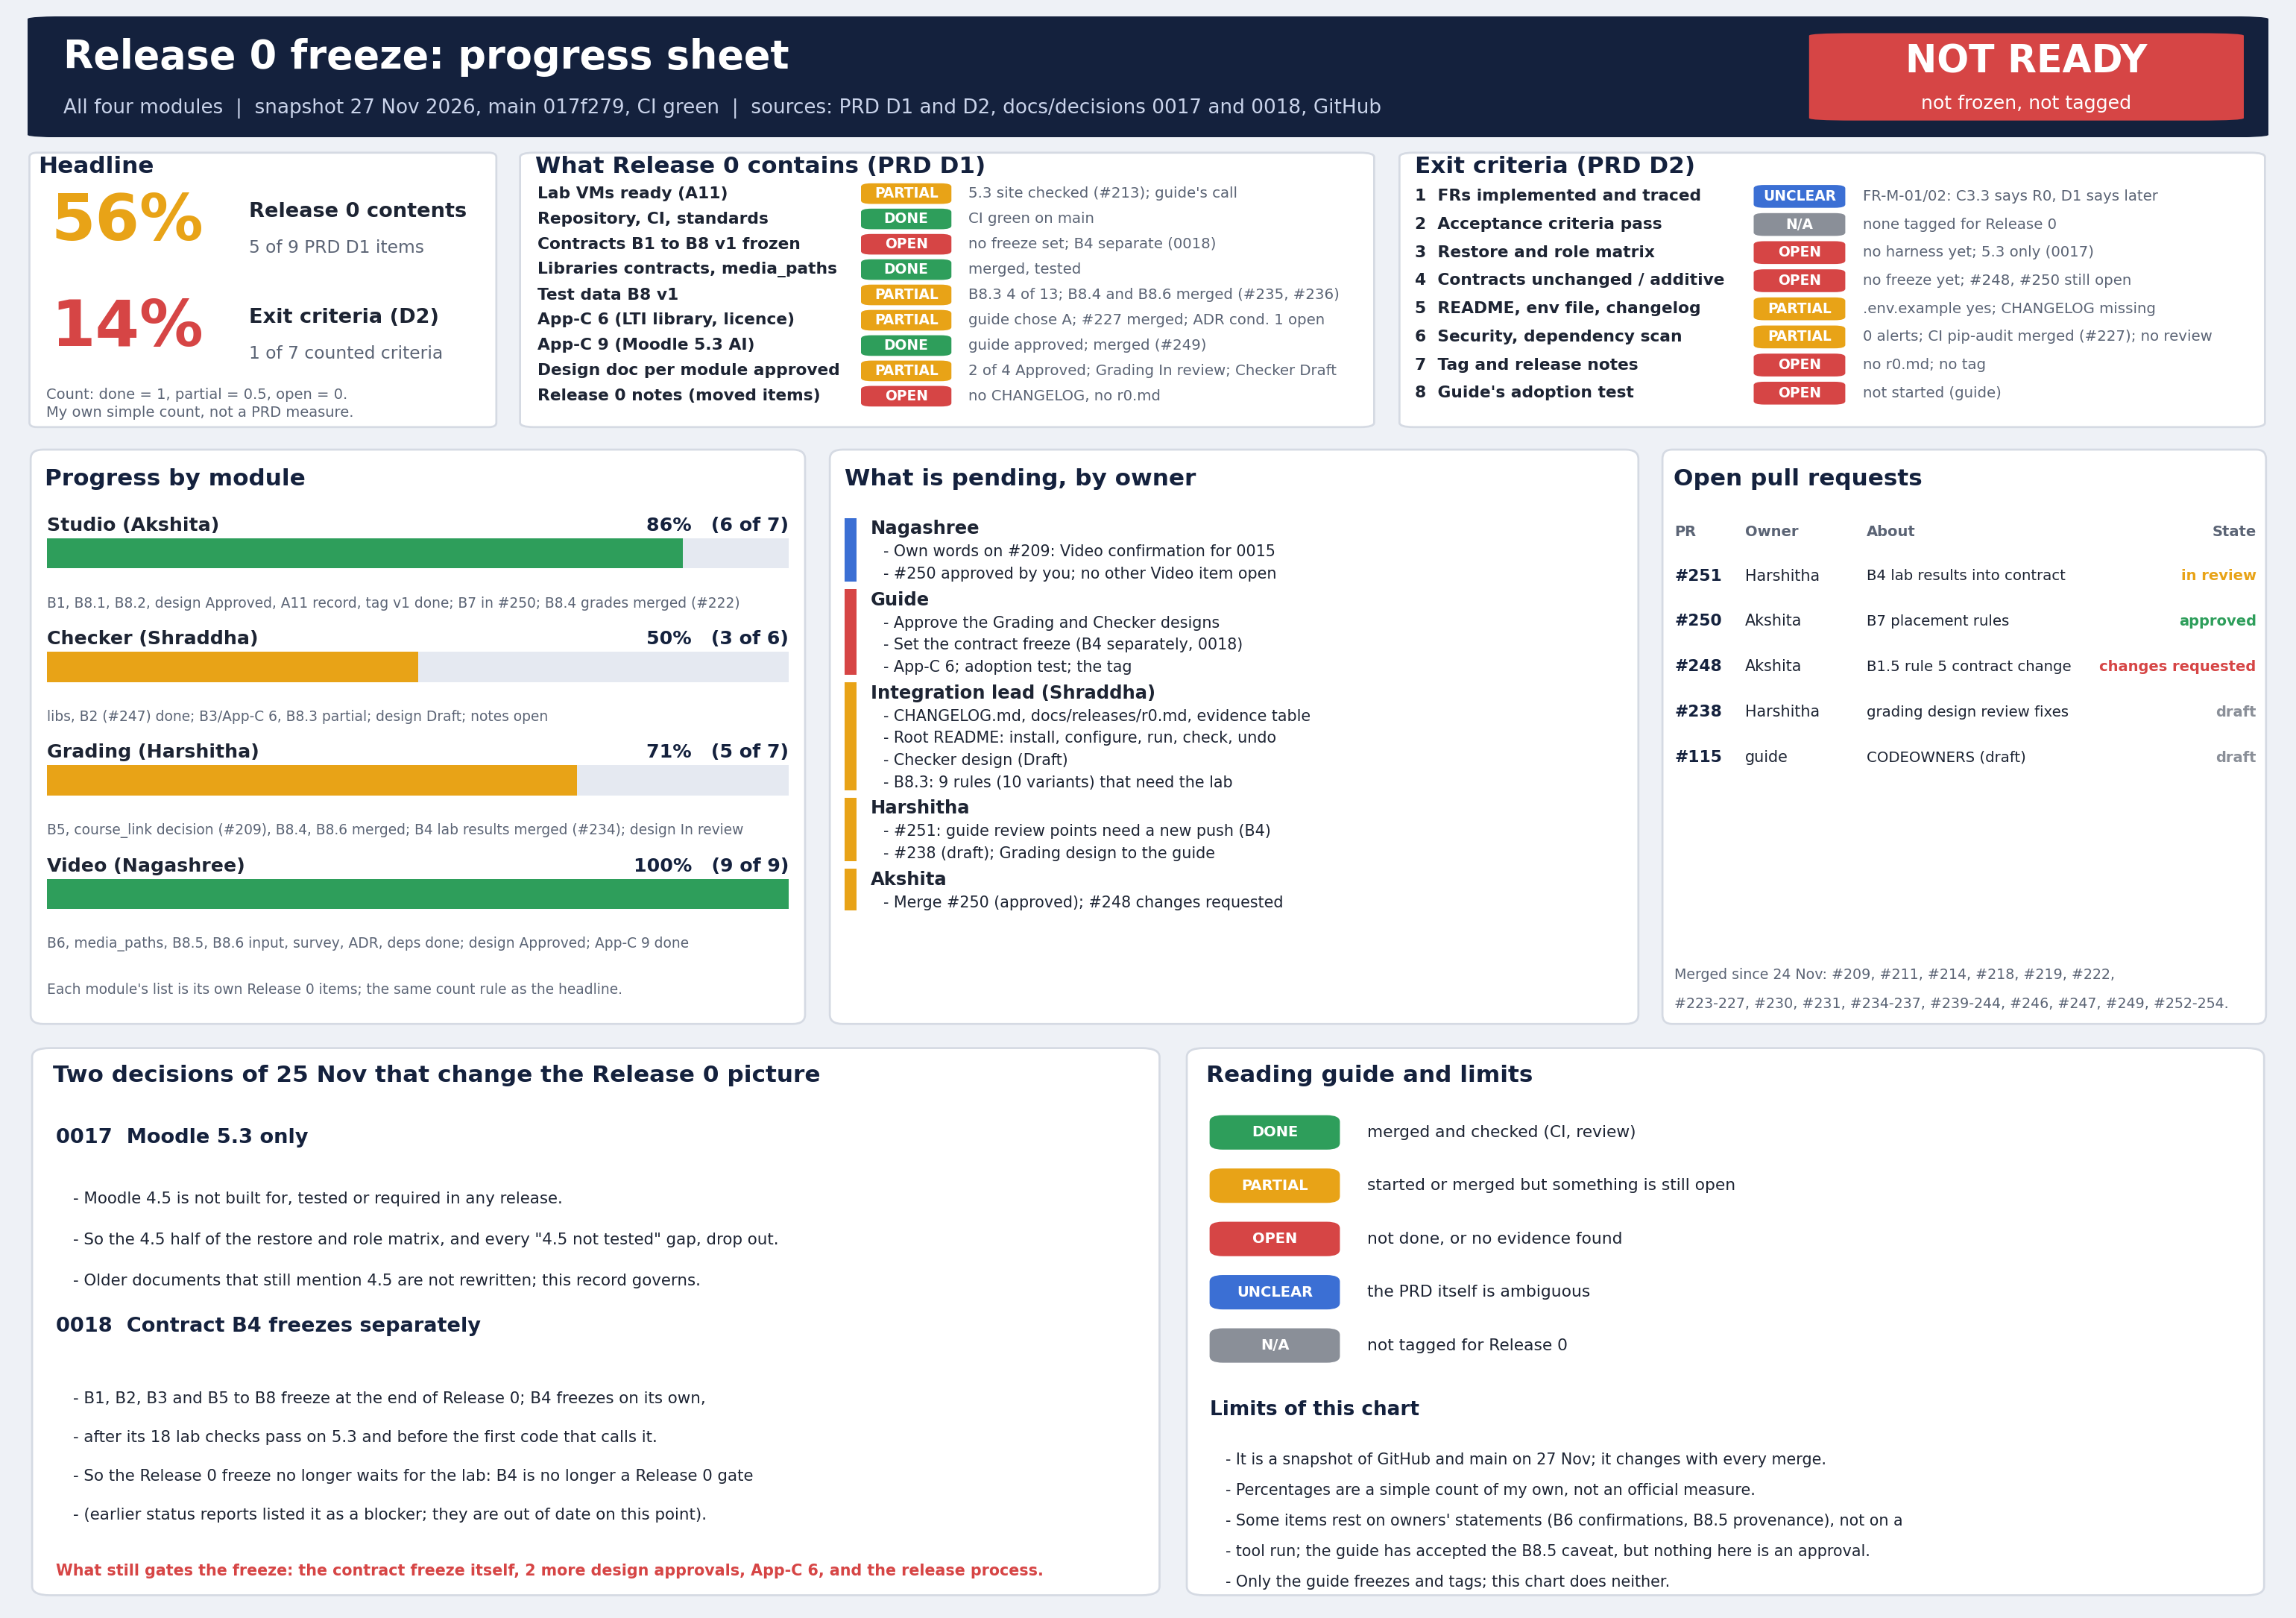 Release 0 freeze: progress sheet
All four modules | snapshot 27 Nov 2026, main 017f279, CI green | sources: PRD D1 and D2, docs/decisions 0017 and 0018, GitHub
NOT READY
not frozen, not tagged
Headline
56%
Release 0 contents
5 of 9 PRD D1 items
14%
Exit criteria (D2)
1 of 7 counted criteria
Count: done = 1, partial = 0.5, open = 0.
My own simple count, not a PRD measure.
What Release 0 contains (PRD D1)
Lab VMs ready (A11) PARTIAL 5.3 site checked (#213); guide's call
Repository, CI, standards DONE CI green on main
Contracts B1 to B8 v1 frozen OPEN no freeze set; B4 separate (0018)
Libraries contracts, media_paths DONE merged, tested
Test data B8 v1 PARTIAL B8.3 4 of 13; B8.4 and B8.6 merged (#235, #236)
App-C 6 (LTI library, licence) PARTIAL guide chose A; #227 merged; ADR cond. 1 open
App-C 9 (Moodle 5.3 AI) DONE guide approved; merged (#249)
Design doc per module approved PARTIAL 2 of 4 Approved; Grading In review; Checker Draft
Release 0 notes (moved items) OPEN no CHANGELOG, no r0.md
Exit criteria (PRD D2)
1 FRs implemented and traced UNCLEAR FR-M-01/02: C3.3 says R0, D1 says later
2 Acceptance criteria pass N/A none tagged for Release 0
3 Restore and role matrix OPEN no harness yet; 5.3 only (0017)
4 Contracts unchanged / additive OPEN no freeze yet; #248, #250 still open
5 README, env file, changelog PARTIAL .env.example yes; CHANGELOG missing
6 Security, dependency scan PARTIAL 0 alerts; CI pip-audit merged (#227); no review
7 Tag and release notes OPEN no r0.md; no tag
8 Guide's adoption test OPEN not started (guide)
Progress by module
Studio (Akshita) 86% (6 of 7)
B1, B8.1, B8.2, design Approved, A11 record, tag v1 done; B7 in #250; B8.4 grades merged (#222)
Checker (Shraddha) 50% (3 of 6)
libs, B2 (#247) done; B3/App-C 6, B8.3 partial; design Draft; notes open
Grading (Harshitha) 71% (5 of 7)
B5, course_link decision (#209), B8.4, B8.6 merged; B4 lab results merged (#234); design In review
Video (Nagashree) 100% (9 of 9)
B6, media_paths, B8.5, B8.6 input, survey, ADR, deps done; design Approved; App-C 9 done
Each module's list is its own Release 0 items; the same count rule as the headline.
What is pending, by owner
Nagashree
- Own words on #209: Video confirmation for 0015
- #250 approved by you; no other Video item open
Guide
- Approve the Grading and Checker designs
- Set the contract freeze (B4 separately, 0018)
- App-C 6; adoption test; the tag
Integration lead (Shraddha)
- CHANGELOG.md, docs/releases/r0.md, evidence table
- Root README: install, configure, run, check, undo
- Checker design (Draft)
- B8.3: 9 rules (10 variants) that need the lab
Harshitha
- #251: guide review points need a new push (B4)
- #238 (draft); Grading design to the guide
Akshita
- Merge #250 (approved); #248 changes requested
Open pull requests
PR Owner About State
#251 Harshitha B4 lab results into contract in review
#250 Akshita B7 placement rules approved
#248 Akshita B1.5 rule 5 contract change changes requested
#238 Harshitha grading design review fixes draft
#115 guide CODEOWNERS (draft) draft
Merged since 24 Nov: #209, #211, #214, #218, #219, #222,
#223-227, #230, #231, #234-237, #239-244, #246, #247, #249, #252-254.
Two decisions of 25 Nov that change the Release 0 picture
0017 Moodle 5.3 only
- Moodle 4.5 is not built for, tested or required in any release.
- So the 4.5 half of the restore and role matrix, and every "4.5 not tested" gap, drop out.
- Older documents that still mention 4.5 are not rewritten; this record governs.
0018 Contract B4 freezes separately
- B1, B2, B3 and B5 to B8 freeze at the end of Release 0; B4 freezes on its own,
- after its 18 lab checks pass on 5.3 and before the first code that calls it.
- So the Release 0 freeze no longer waits for the lab: B4 is no longer a Release 0 gate
- (earlier status reports listed it as a blocker; they are out of date on this point).
What still gates the freeze: the contract freeze itself, 2 more design approvals, App-C 6, and the release process.
Reading guide and limits
DONE merged and checked (CI, review)
PARTIAL started or merged but something is still open
OPEN not done, or no evidence found
UNCLEAR the PRD itself is ambiguous
N/A not tagged for Release 0
Limits of this chart
- It is a snapshot of GitHub and main on 27 Nov; it changes with every merge.
- Percentages are a simple count of my own, not an official measure.
- Some items rest on owners' statements (B6 confirmations, B8.5 provenance), not on a
- tool run; the guide has accepted the B8.5 caveat, but nothing here is an approval.
- Only the guide freezes and tags; this chart does neither.